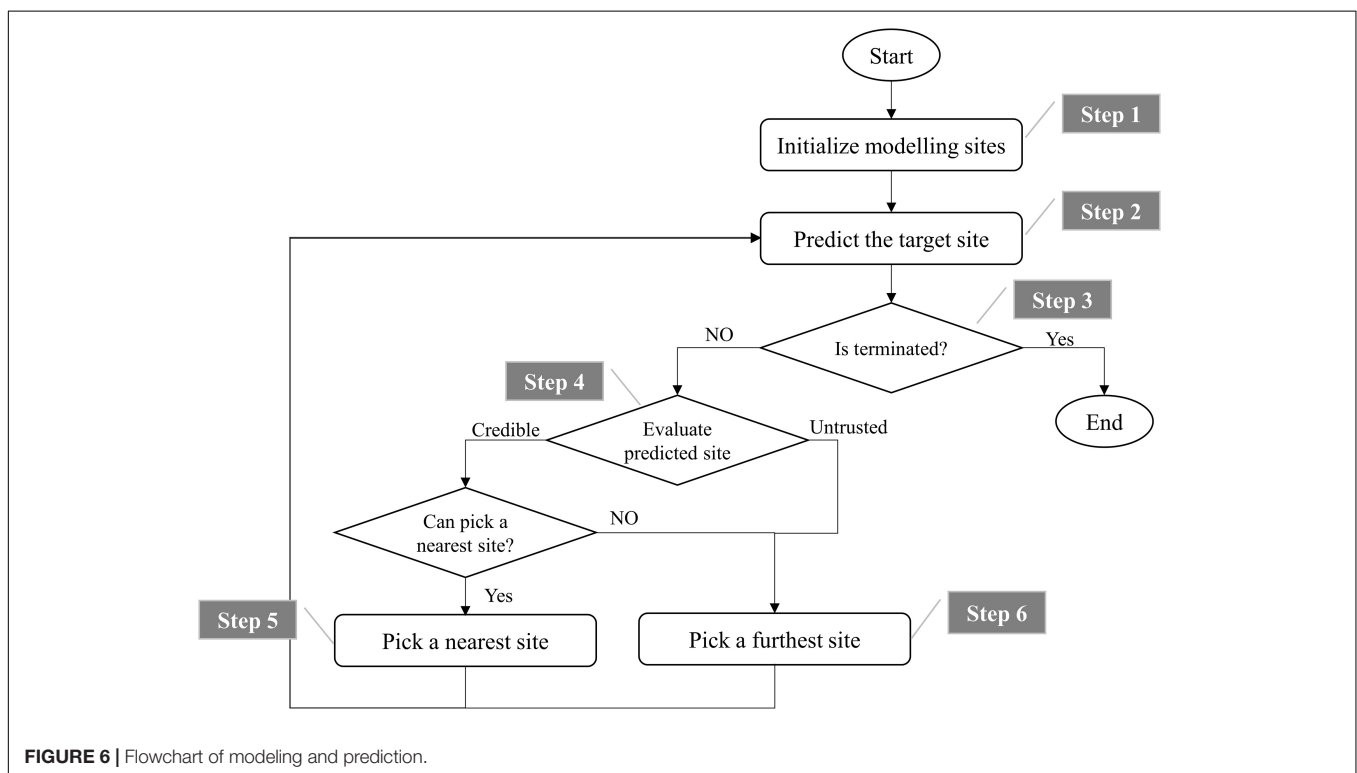 Start
Step 1
Initialize modelling sites
Step 2
Predict the target site
Step 3
NO
Is terminated?
Yes
Step 4
End
Credible
Evaluate
predicted site
Untrusted
Can pick a
nearest site?
NO
Yes
Step 5
Pick a nearest site
Pick a furthest site
Step 6
FIGURE 6 | Flowchart of modeling and prediction.